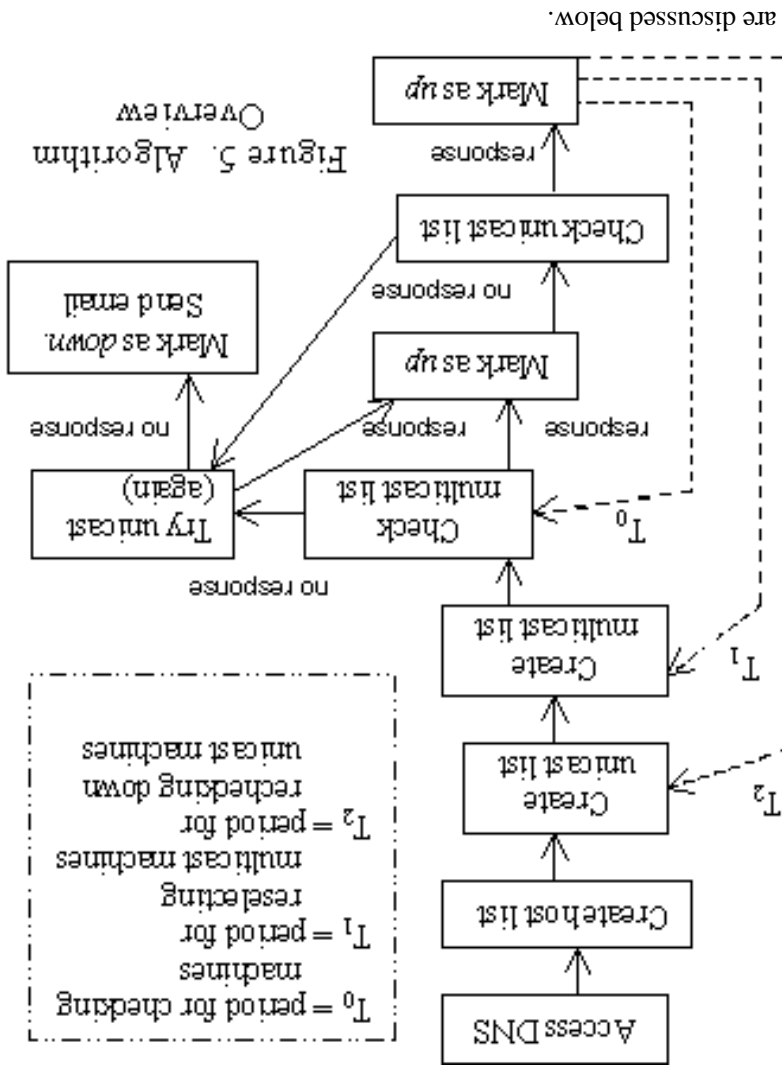 Access DNS
Create host list
Create
unicast list
T2
Create
multicast list
T1
T0 = period for checking
machines
T1 = period for
reselecting
multicast machines
T2 = period for
rechecking down
unicast machines
no response
Check
multicast list
T0
Try unicast
(again)
response
response
no response
Mark as up
Mark as down.
Send email
no response
Check unicast list
response
Mark as up
Figure 5. Algorithm
Overview
are discussed below.